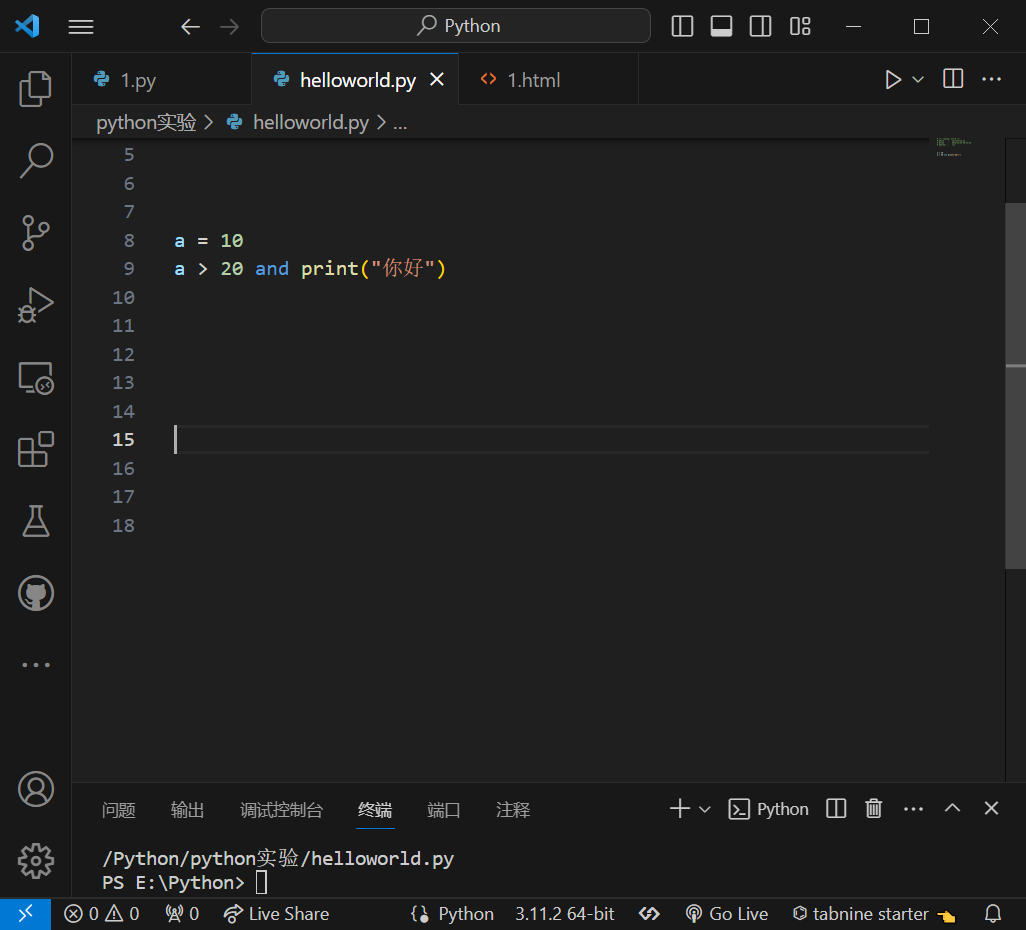 Python
1.py
helloworld.py
1.html
python实验 > helloworld.py > ...
5
6
7
8 a = 10
9 a > 20 and print("你好")
10
11
12
13
14
15
16
17
18
问题 输出 调试控制台 终端 端口 注释
Python
/Python/python实验/helloworld.py
PS E:\Python>
0 0 0 Live Share Python 3.11.2 64-bit Go Live tabnine starter